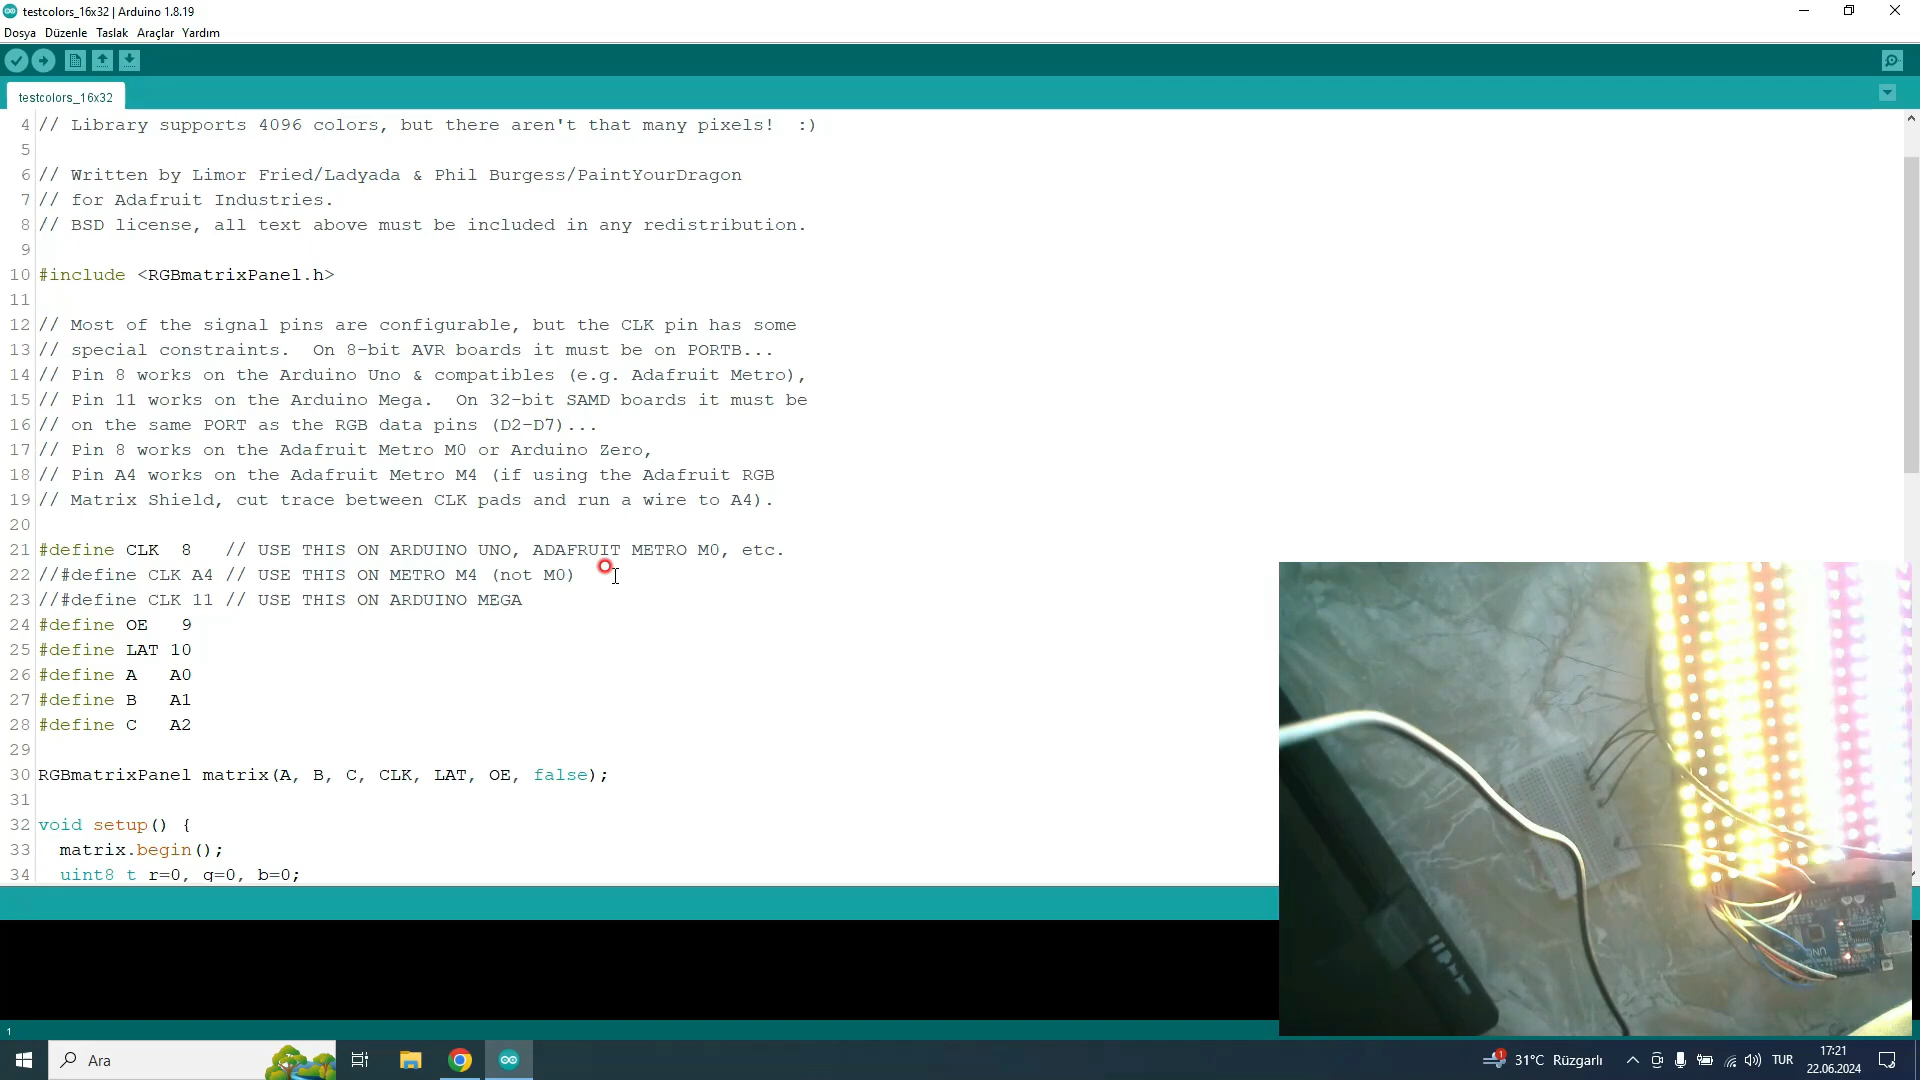 testcolors_16x32 | Arduino 1.8.19
Dosya Düzenle Taslak Araçlar Yardım
testcolors_16x32
4 // Library supports 4096 colors, but there aren't that many pixels!  :)
5
6 // Written by Limor Fried/Ladyada & Phil Burgess/PaintYourDragon
7 // for Adafruit Industries.
8 // BSD license, all text above must be included in any redistribution.
9
10 #include <RGBmatrixPanel.h>
11
12 // Most of the signal pins are configurable, but the CLK pin has some
13 // special constraints.  On 8-bit AVR boards it must be on PORTB...
14 // Pin 8 works on the Arduino Uno & compatibles (e.g. Adafruit Metro),
15 // Pin 11 works on the Arduino Mega.  On 32-bit SAMD boards it must be
16 // on the same PORT as the RGB data pins (D2-D7)...
17 // Pin 8 works on the Adafruit Metro M0 or Arduino Zero,
18 // Pin A4 works on the Adafruit Metro M4 (if using the Adafruit RGB
19 // Matrix Shield, cut trace between CLK pads and run a wire to A4).
20
21 #define CLK  8   // USE THIS ON ARDUINO UNO, ADAFRUIT METRO M0, etc.
22 //#define CLK A4 // USE THIS ON METRO M4 (not M0)
23 //#define CLK 11 // USE THIS ON ARDUINO MEGA
24 #define OE   9
25 #define LAT 10
26 #define A   A0
27 #define B   A1
28 #define C   A2
29
30 RGBmatrixPanel matrix(A, B, C, CLK, LAT, OE, false);
31
32 void setup() {
33   matrix.begin();
34   uint8_t r=0, g=0, b=0;
UNO
1
Ara
1
31°C Rüzgarlı
TUR
17:21
22.06.2024